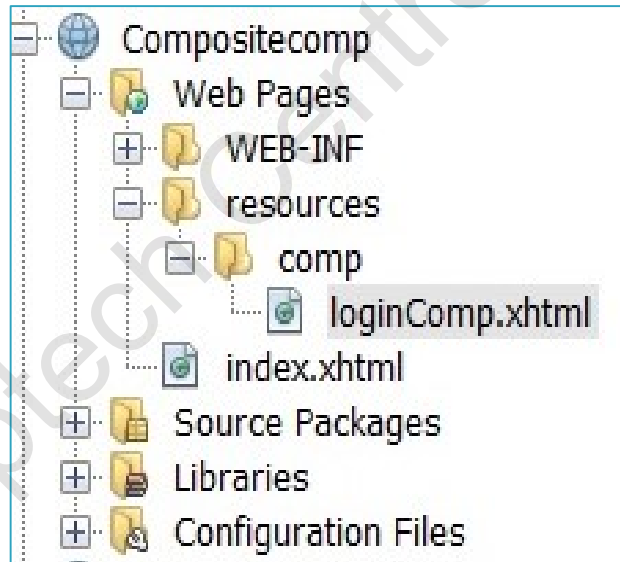 Compositecomp
Web Pages
WEB-INF
resources
comp
loginComp.xhtml
index.xhtml
Source Packages
Libraries
Configuration Files